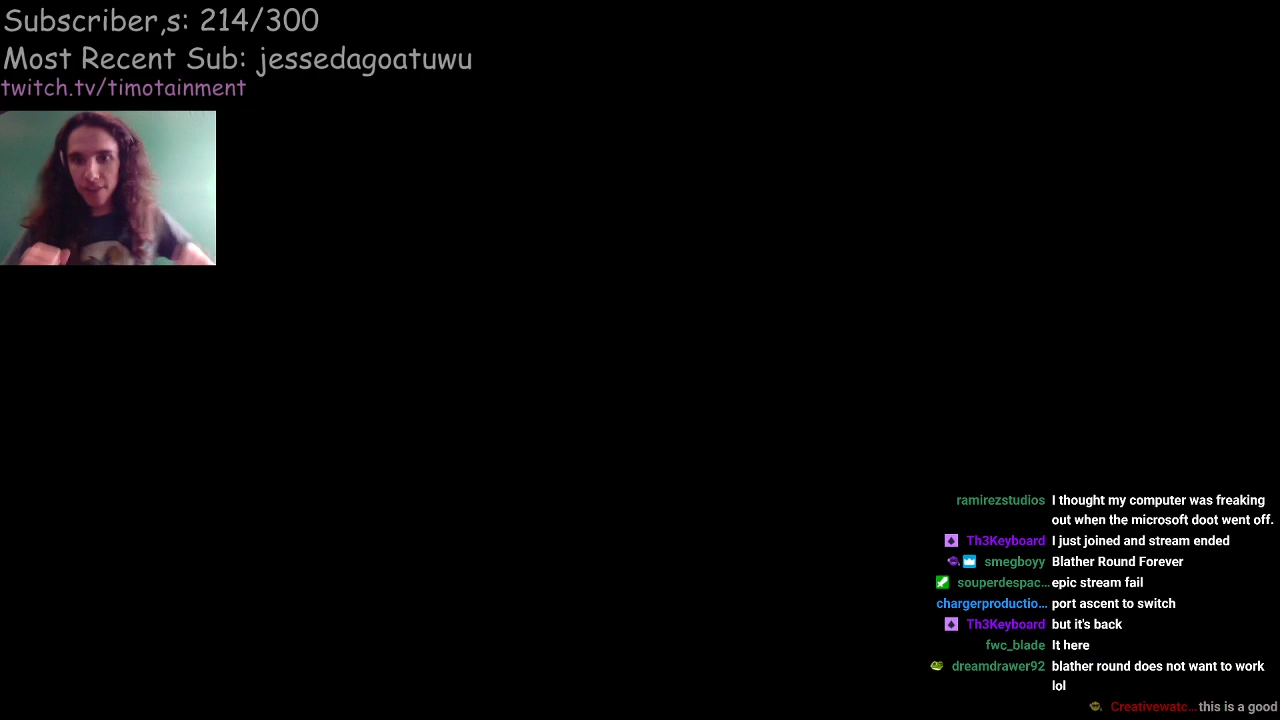 Subscriber,s: 214/300
Most Recent Sub: jessedagoatuwu
twitch.tv/timotainment
ramirezstudios I thought my computer was freaking
out when the microsoft doot went off.
Th3Keyboard I just joined and stream ended
smegboyy Blather Round Forever
souperdespac... epic stream fail
chargerproductio... port ascent to switch
Th3Keyboard but it's back
fwc_blade It here
dreamdrawer92 blather round does not want to work
lol
Creativewatc... this is a good